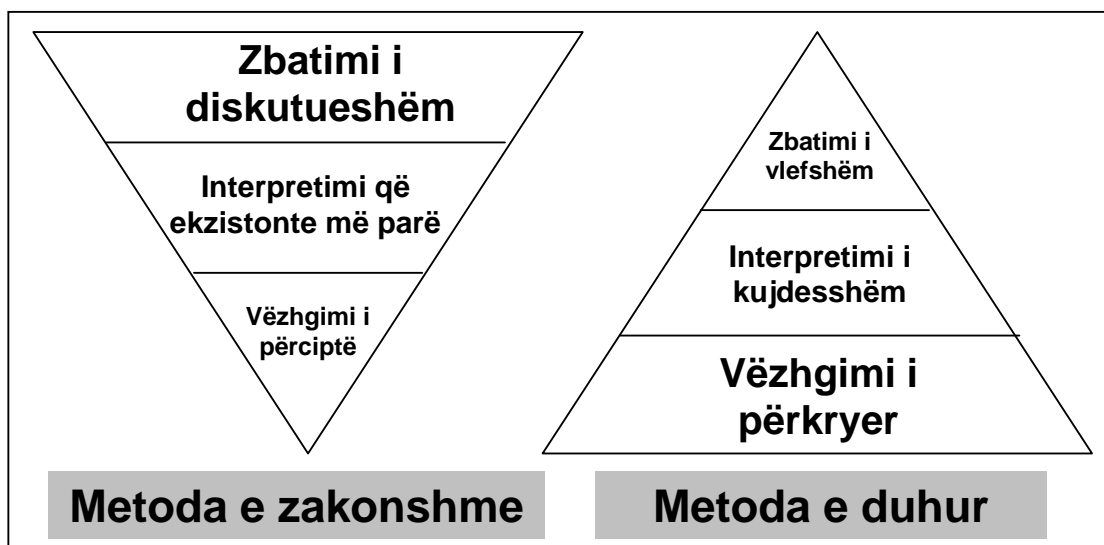 Zbatimi i
diskutueshëm
Interpretimi që
ekzistonte më parë
Vëzhgimi i
përciptë
Metoda e zakonshme
Zbatimi i
vlefshëm
Interpretimi i
kujdesshëm
Vëzhgimi i
përkryer
Metoda e duhur